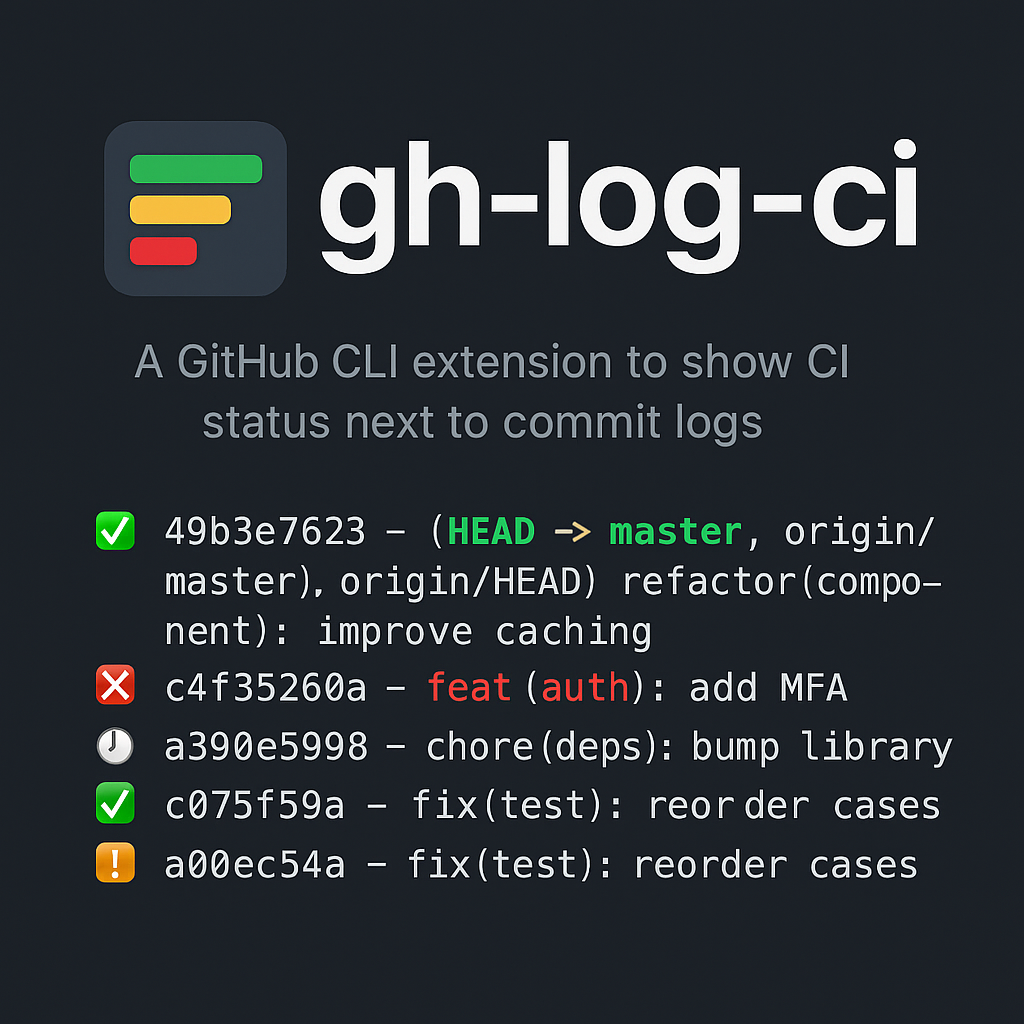 gh-log-ci
A GitHub CLI extension to show CI
status next to commit logs
✅ 49b3e7623 – (HEAD –> master, origin/
master), origin/HEAD) refactor(compo–
nent): improve caching
❌ c4f35260a – feat (auth): add MFA
🕗 a390e5998 – chore(deps): bump library
✅ c075f59a – fix(test): reorder cases
! a00ec54a – fix(test): reorder cases